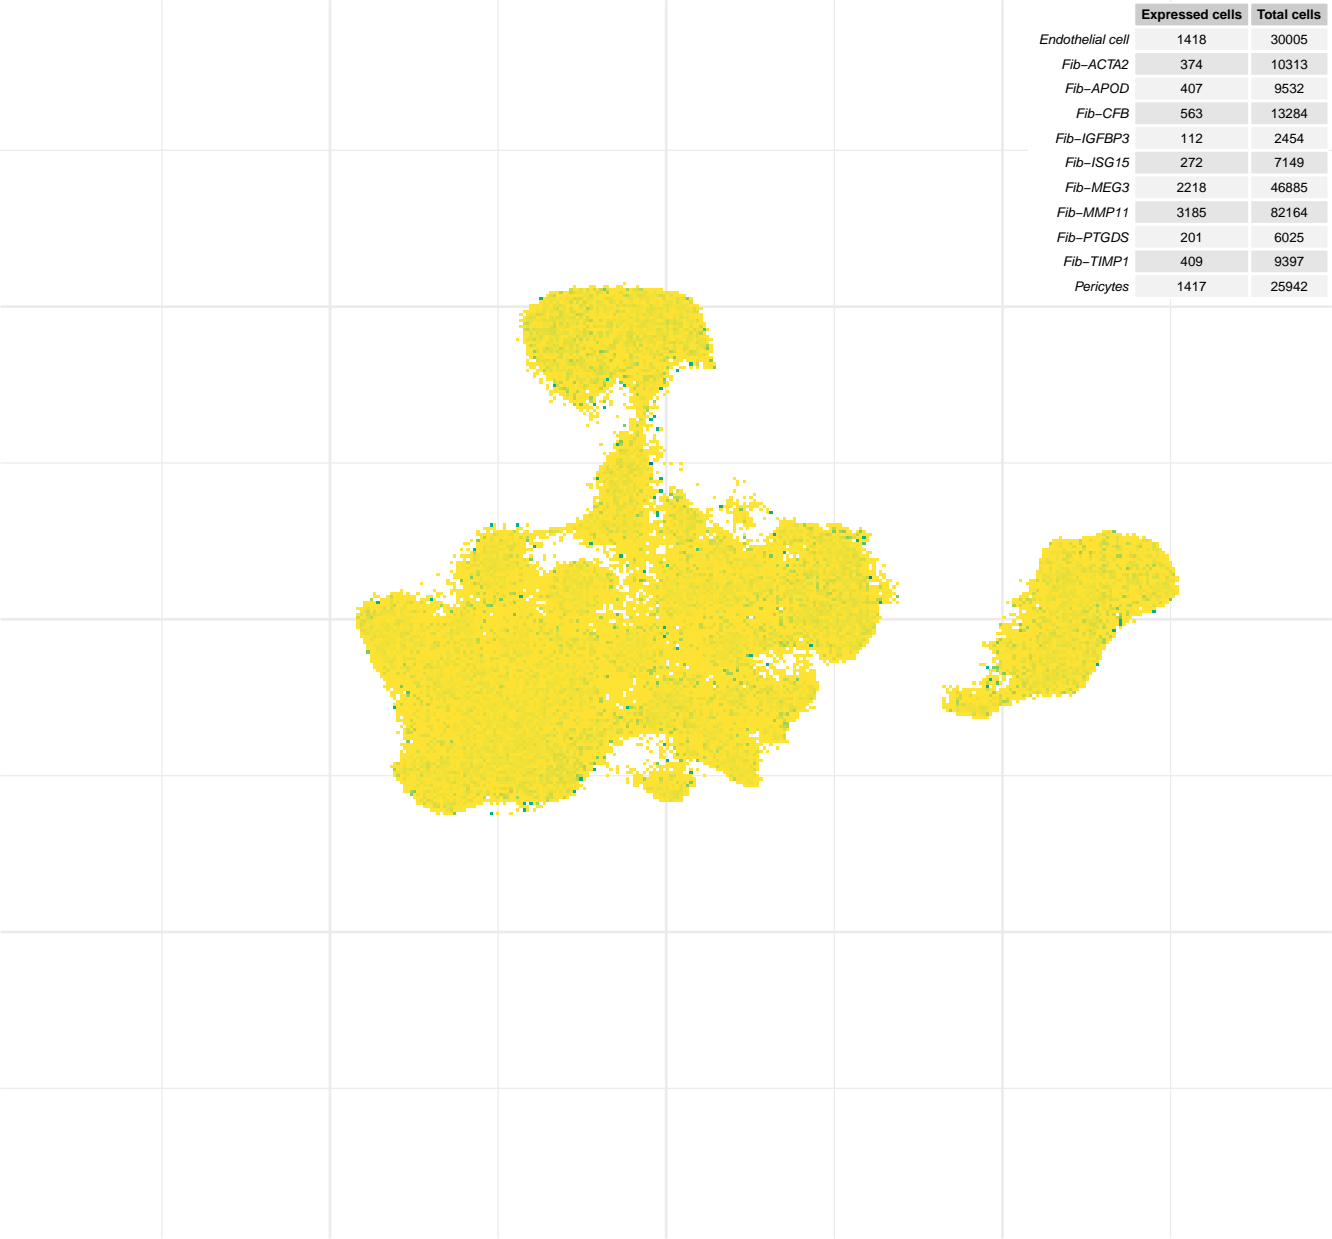 Expressed cells Total cells
Endothelial cell 1418 30005
Fib−ACTA2 374 10313
Fib−APOD 407 9532
Fib−CFB 563 13284
Fib−IGFBP3 112 2454
Fib−ISG15 272 7149
Fib−MEG3 2218 46885
Fib−MMP11 3185 82164
Fib−PTGDS 201 6025
Fib−TIMP1 409 9397
Pericytes 1417 25942